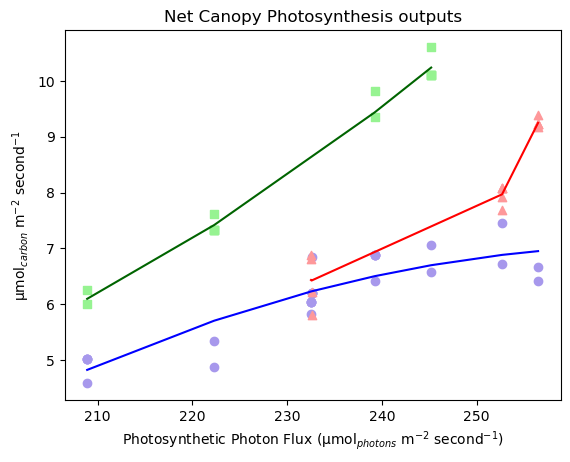 Net Canopy Photosynthesis outputs
μmol_carbon m⁻² second⁻¹
10
9
8
7
6
5
210 220 230 240 250
Photosynthetic Photon Flux (μmol_photons m⁻² second⁻¹)